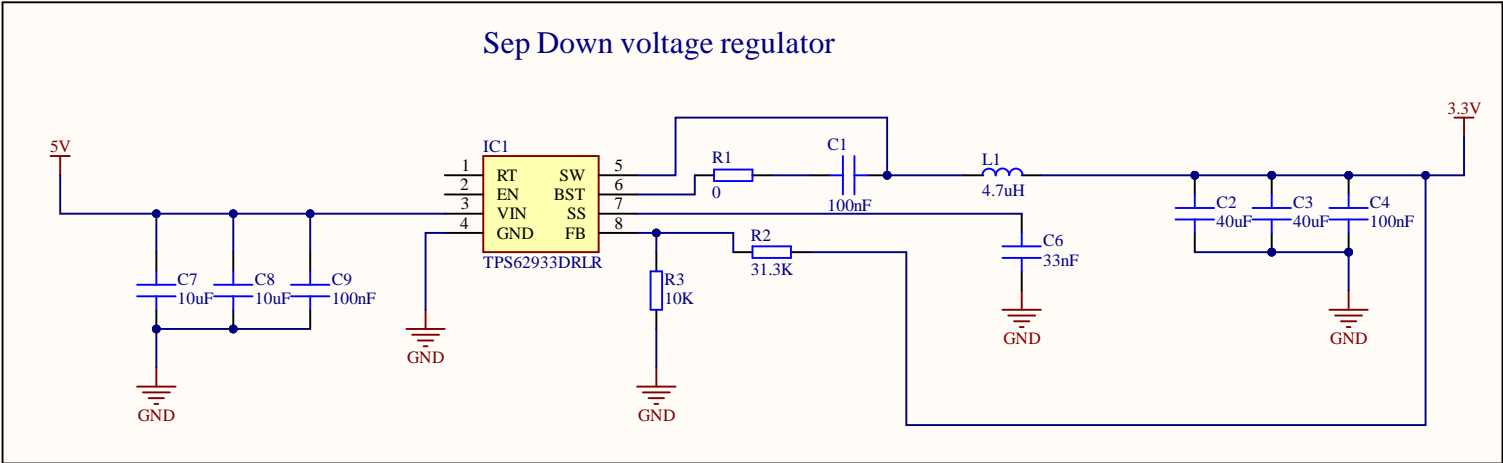 Sep Down voltage regulator
5V
3.3V
IC1
1 RT SW 5
2 EN BST 6
3 VIN SS 7
4 GND FB 8
TPS62933DRLR
R1
0
C1
100nF
L1
4.7uH
C2
40uF
C3
40uF
C4
100nF
R2
31.3K
C6
33nF
R3
10K
C7
10uF
C8
10uF
C9
100nF
GND
GND
GND
GND
GND